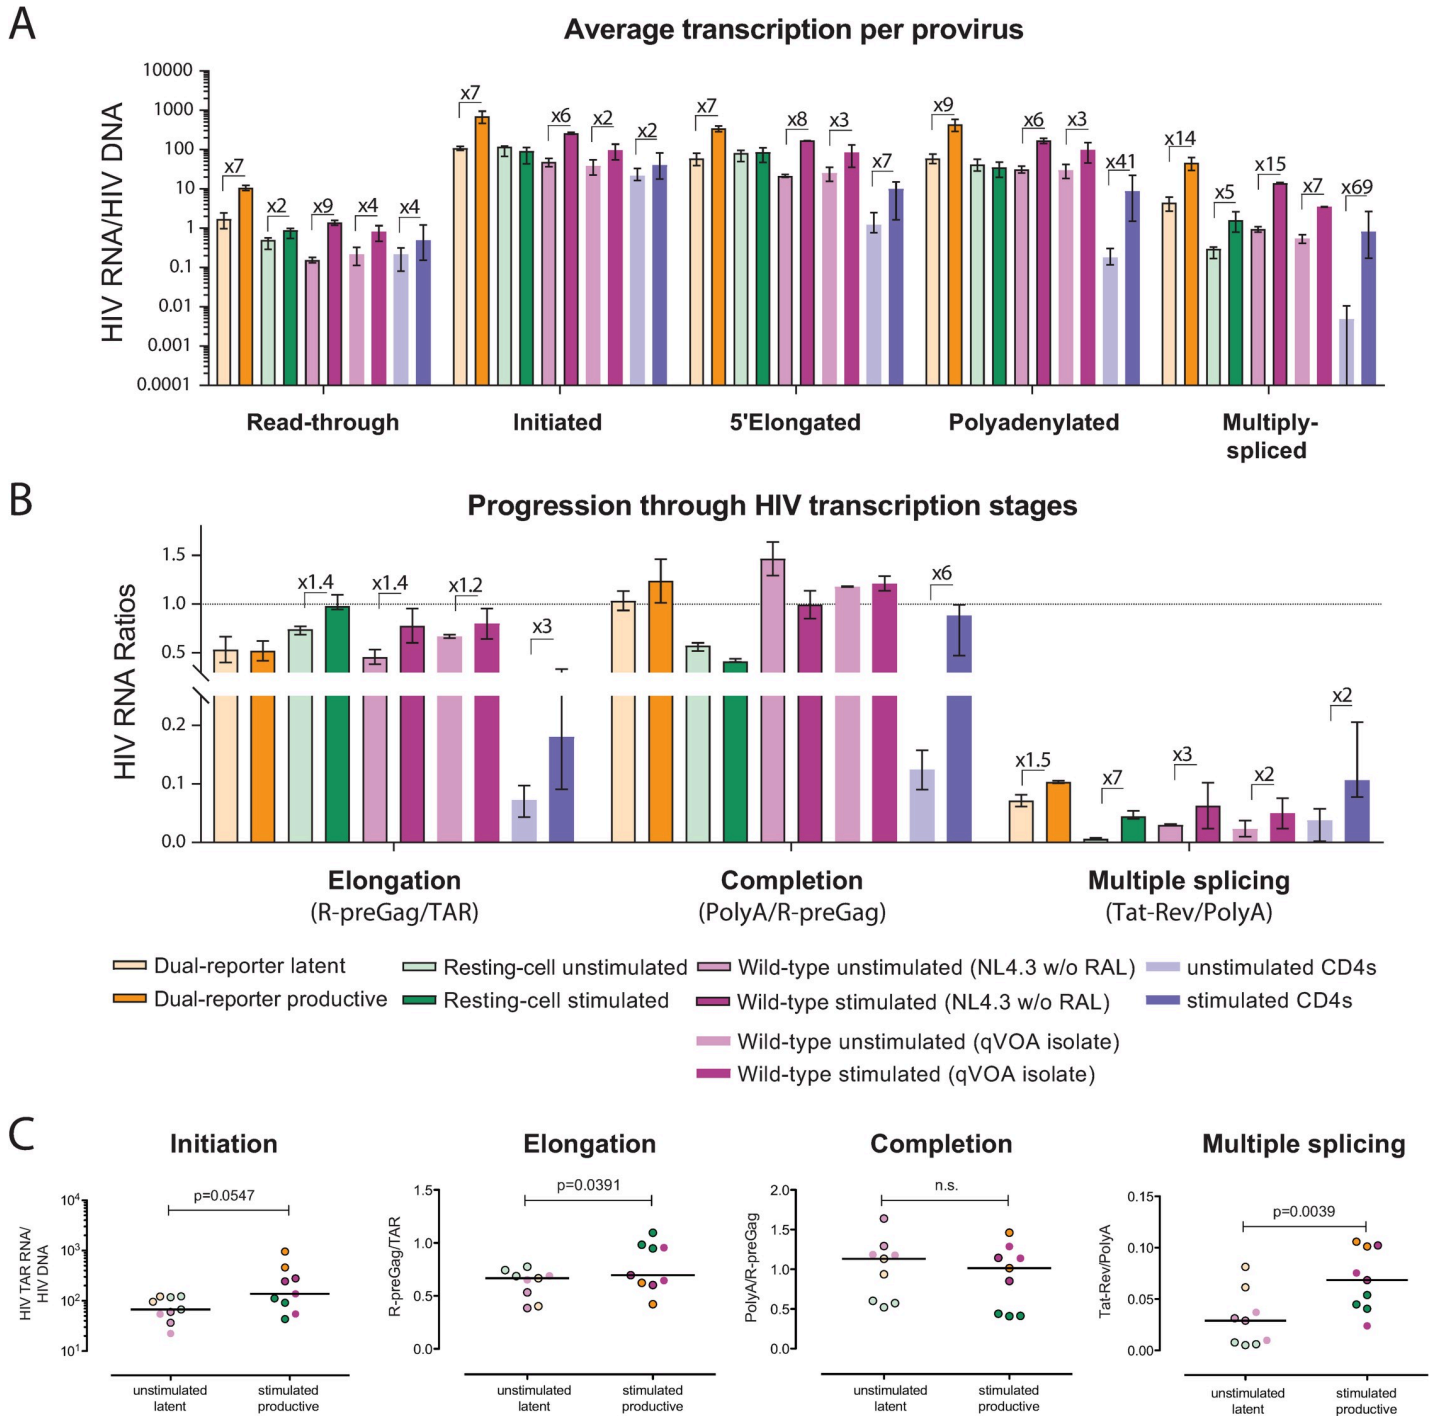 A
Average transcription per provirus
HIV RNA/HIV DNA
10000
1000
100
10
1
0.1
0.01
0.001
0.0001
x7
x2
x9
x4
x4
x7
x6
x2
x2
x7
x8
x3
x7
x9
x6
x3
x41
x14
x5
x15
x7
x69
Read-through
Initiated
5'Elongated
Polyadenylated
Multiply-
spliced
B
Progression through HIV transcription stages
HIV RNA Ratios
1.5
1.0
0.5
0.2
0.1
0.0
x1.4
x1.4
x1.2
x3
x6
x1.5
x7
x3
x2
x2
Elongation
(R-preGag/TAR)
Completion
(PolyA/R-preGag)
Multiple splicing
(Tat-Rev/PolyA)
Dual-reporter latent
Dual-reporter productive
Resting-cell unstimulated
Resting-cell stimulated
Wild-type unstimulated (NL4.3 w/o RAL)
Wild-type stimulated (NL4.3 w/o RAL)
Wild-type unstimulated (qVOA isolate)
Wild-type stimulated (qVOA isolate)
unstimulated CD4s
stimulated CD4s
C
Initiation
HIV TAR RNA/
HIV DNA
10⁴
10³
10²
10¹
p=0.0547
unstimulated
latent
stimulated
productive
Elongation
R-preGag/TAR
1.5
1.0
0.5
0.0
p=0.0391
unstimulated
latent
stimulated
productive
Completion
PolyA/R-preGag
2.0
1.5
1.0
0.5
0.0
n.s.
unstimulated
latent
stimulated
productive
Multiple splicing
Tat-Rev/PolyA
0.15
0.10
0.05
0.00
p=0.0039
unstimulated
latent
stimulated
productive